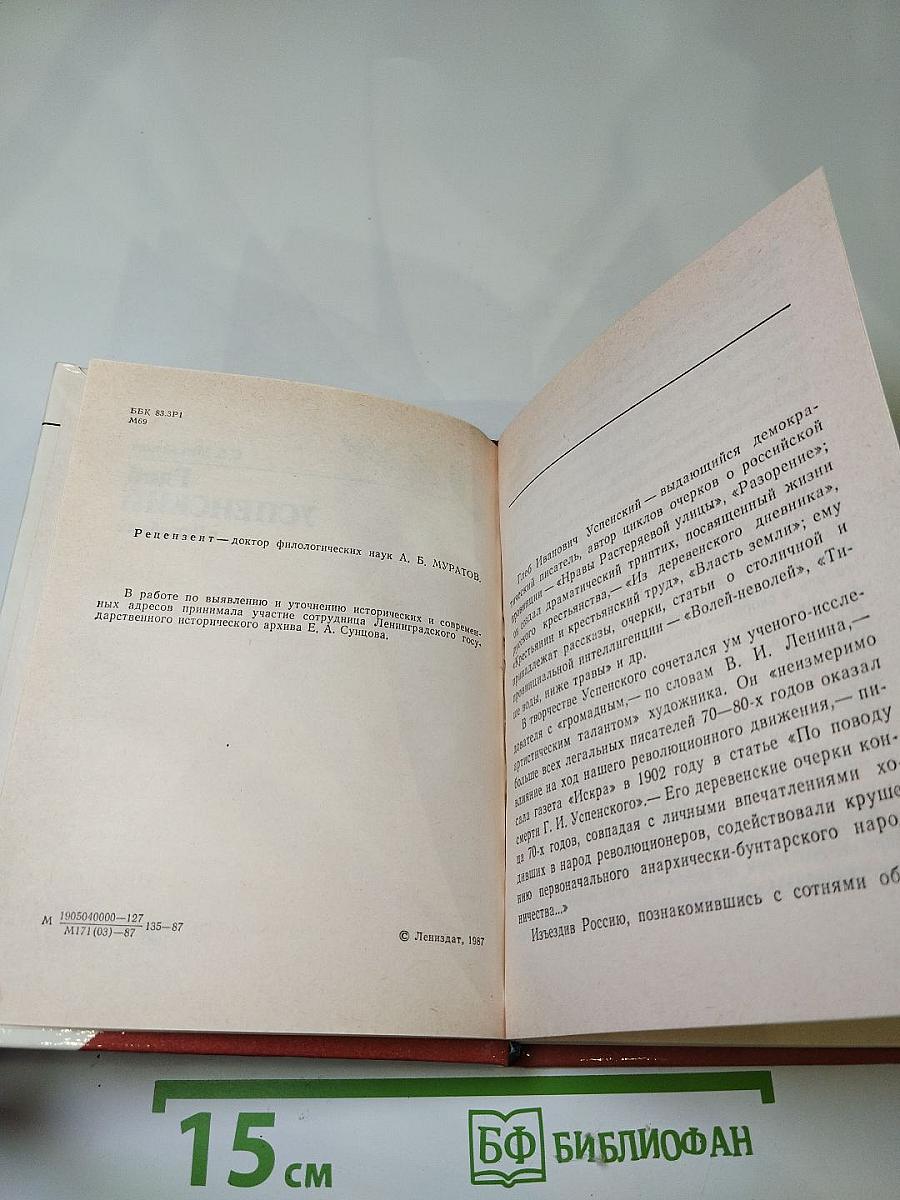 ББК 83.3Р1
М69
Рецензент — доктор филологических наук А. Б. МУРАТОВ.
В работе по выявлению и уточнению исторических и современ-
ных адресов принимала участие сотрудница Ленинградского госу-
дарственного исторического архива Е. А. Сунцова.
М 1905040000—127
М171(03)—87 135—87
© Лениздат, 1987
Глеб Иванович Успенский — выдающийся демокра-
тический писатель, автор циклов очерков о российской
провинции — «Нравы Растеряевой улицы», «Разорение»;
он создал драматический триптих, посвященный жизни
русского крестьянства,— «Из деревенского дневника»,
«Крестьянин и крестьянский труд», «Власть земли»; ему
принадлежат рассказы, очерки, статьи о столичной и
провинциальной интеллигенции — «Волей-неволей», «Ти-
ше воды, ниже травы» и др.
В творчестве Успенского сочетался ум ученого-иссле-
дователя с «громадным,— по словам В. И. Ленина,—
артистическим талантом» художника. Он «неизмеримо
больше всех легальных писателей 70—80-х годов оказал
влияние на ход нашего революционного движения,— пи-
сала газета «Искра» в 1902 году в статье «По поводу
смерти Г. И. Успенского».— Его деревенские очерки кон-
ца 70-х годов, совпадая с личными впечатлениями хо-
дивших в народ революционеров, содействовали круше
нию первоначального анархически-бунтарского наро
ничества...»
Изъездив Россию, познакомившись с сотнями об
15 см
БФ БИБЛИОФАН